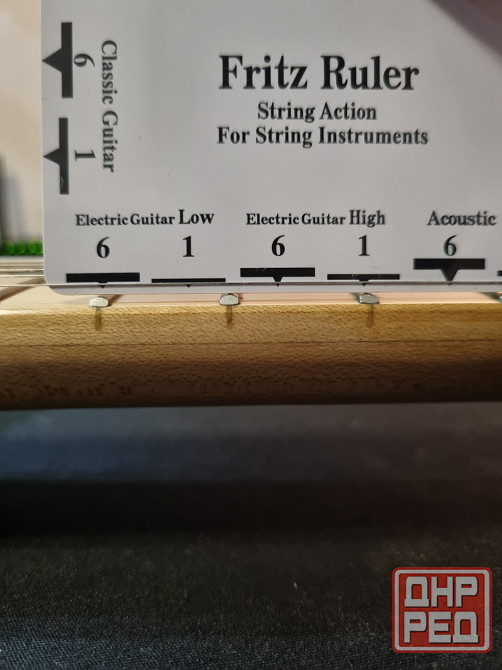 Fritz Ruler
String Action
For String Instruments
Classic Guitar
6
1
Electric Guitar Low
6 1
Electric Guitar High
6 1
Acoustic
6
ДНР
РЕД